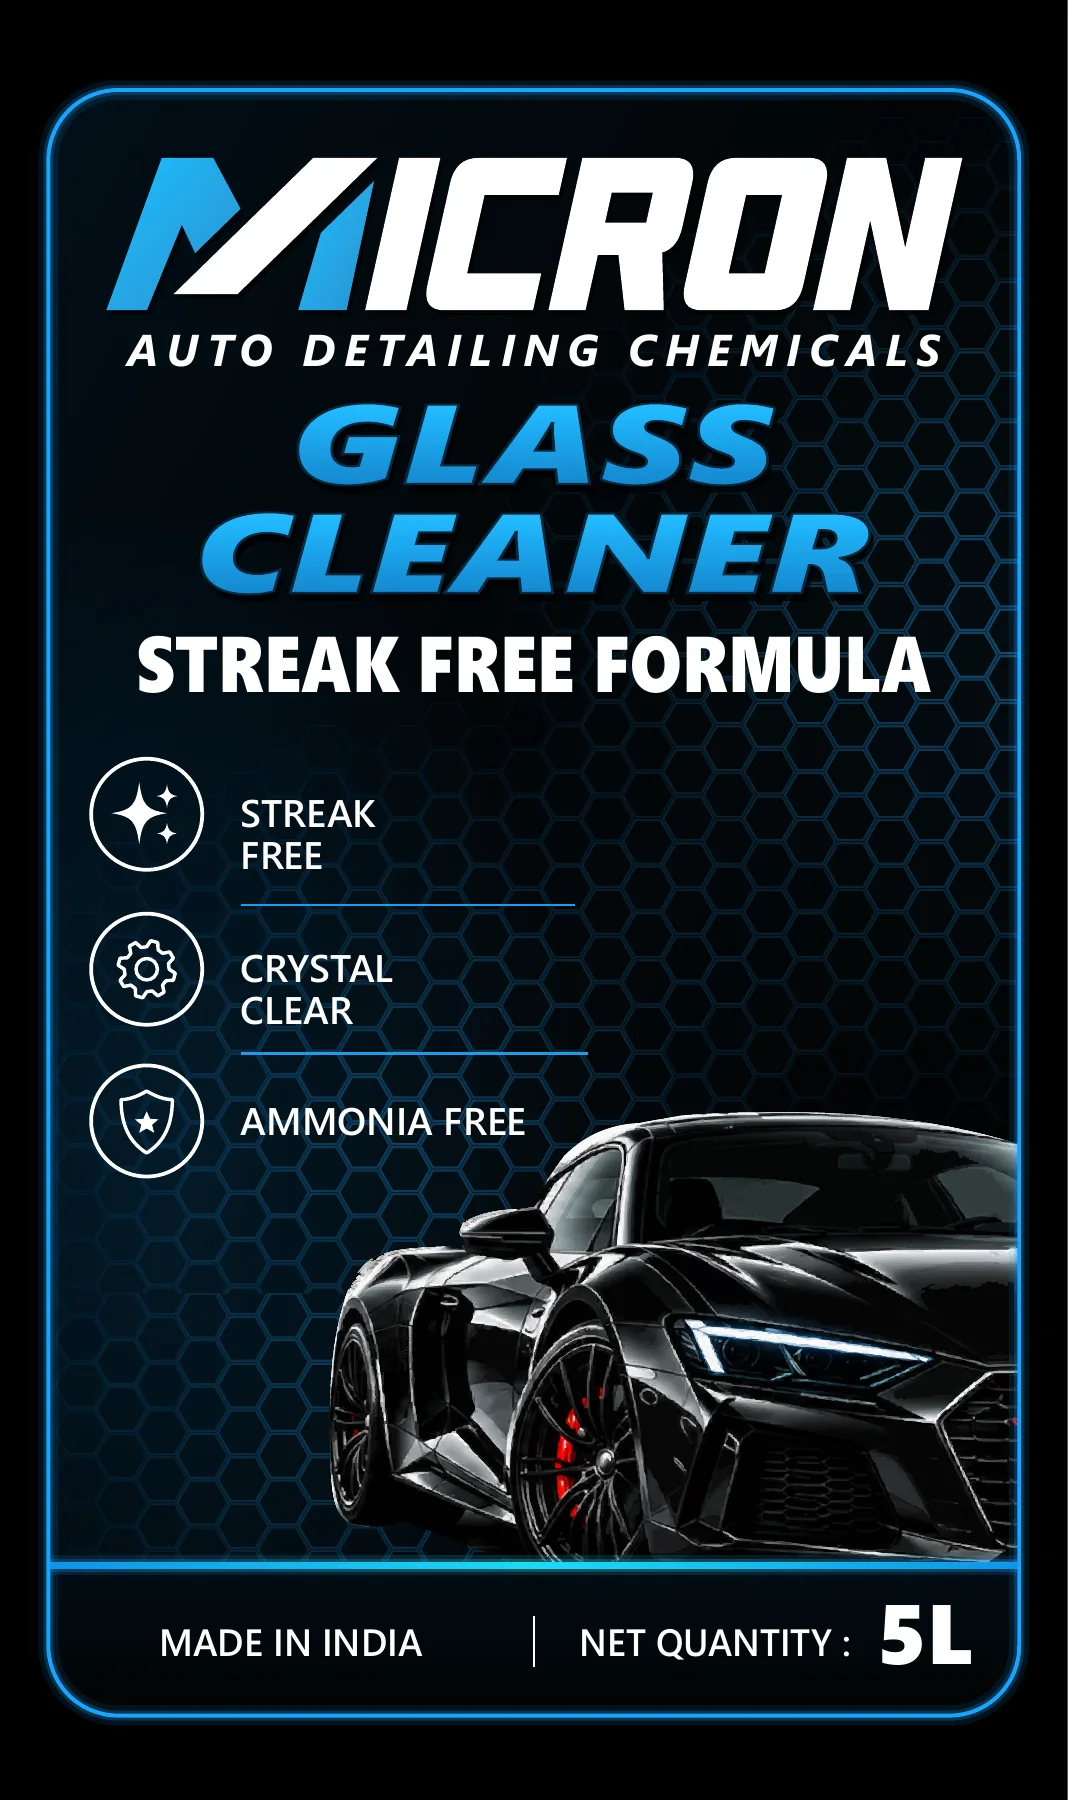 MICRON
AUTO DETAILING CHEMICALS
GLASS
CLEANER
STREAK FREE FORMULA
STREAK
FREE
CRYSTAL
CLEAR
AMMONIA FREE
MADE IN INDIA
NET QUANTITY : 5L